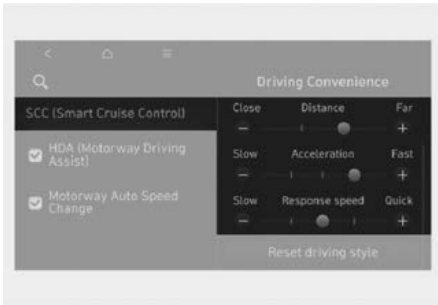 Driving Convenience
SCC (Smart Cruise Control)
HDA (Motorway Driving
Assist)
Motorway Auto Speed
Change
Close Distance Far
Slow Acceleration Fast
Slow Response speed Quick
Reset driving style